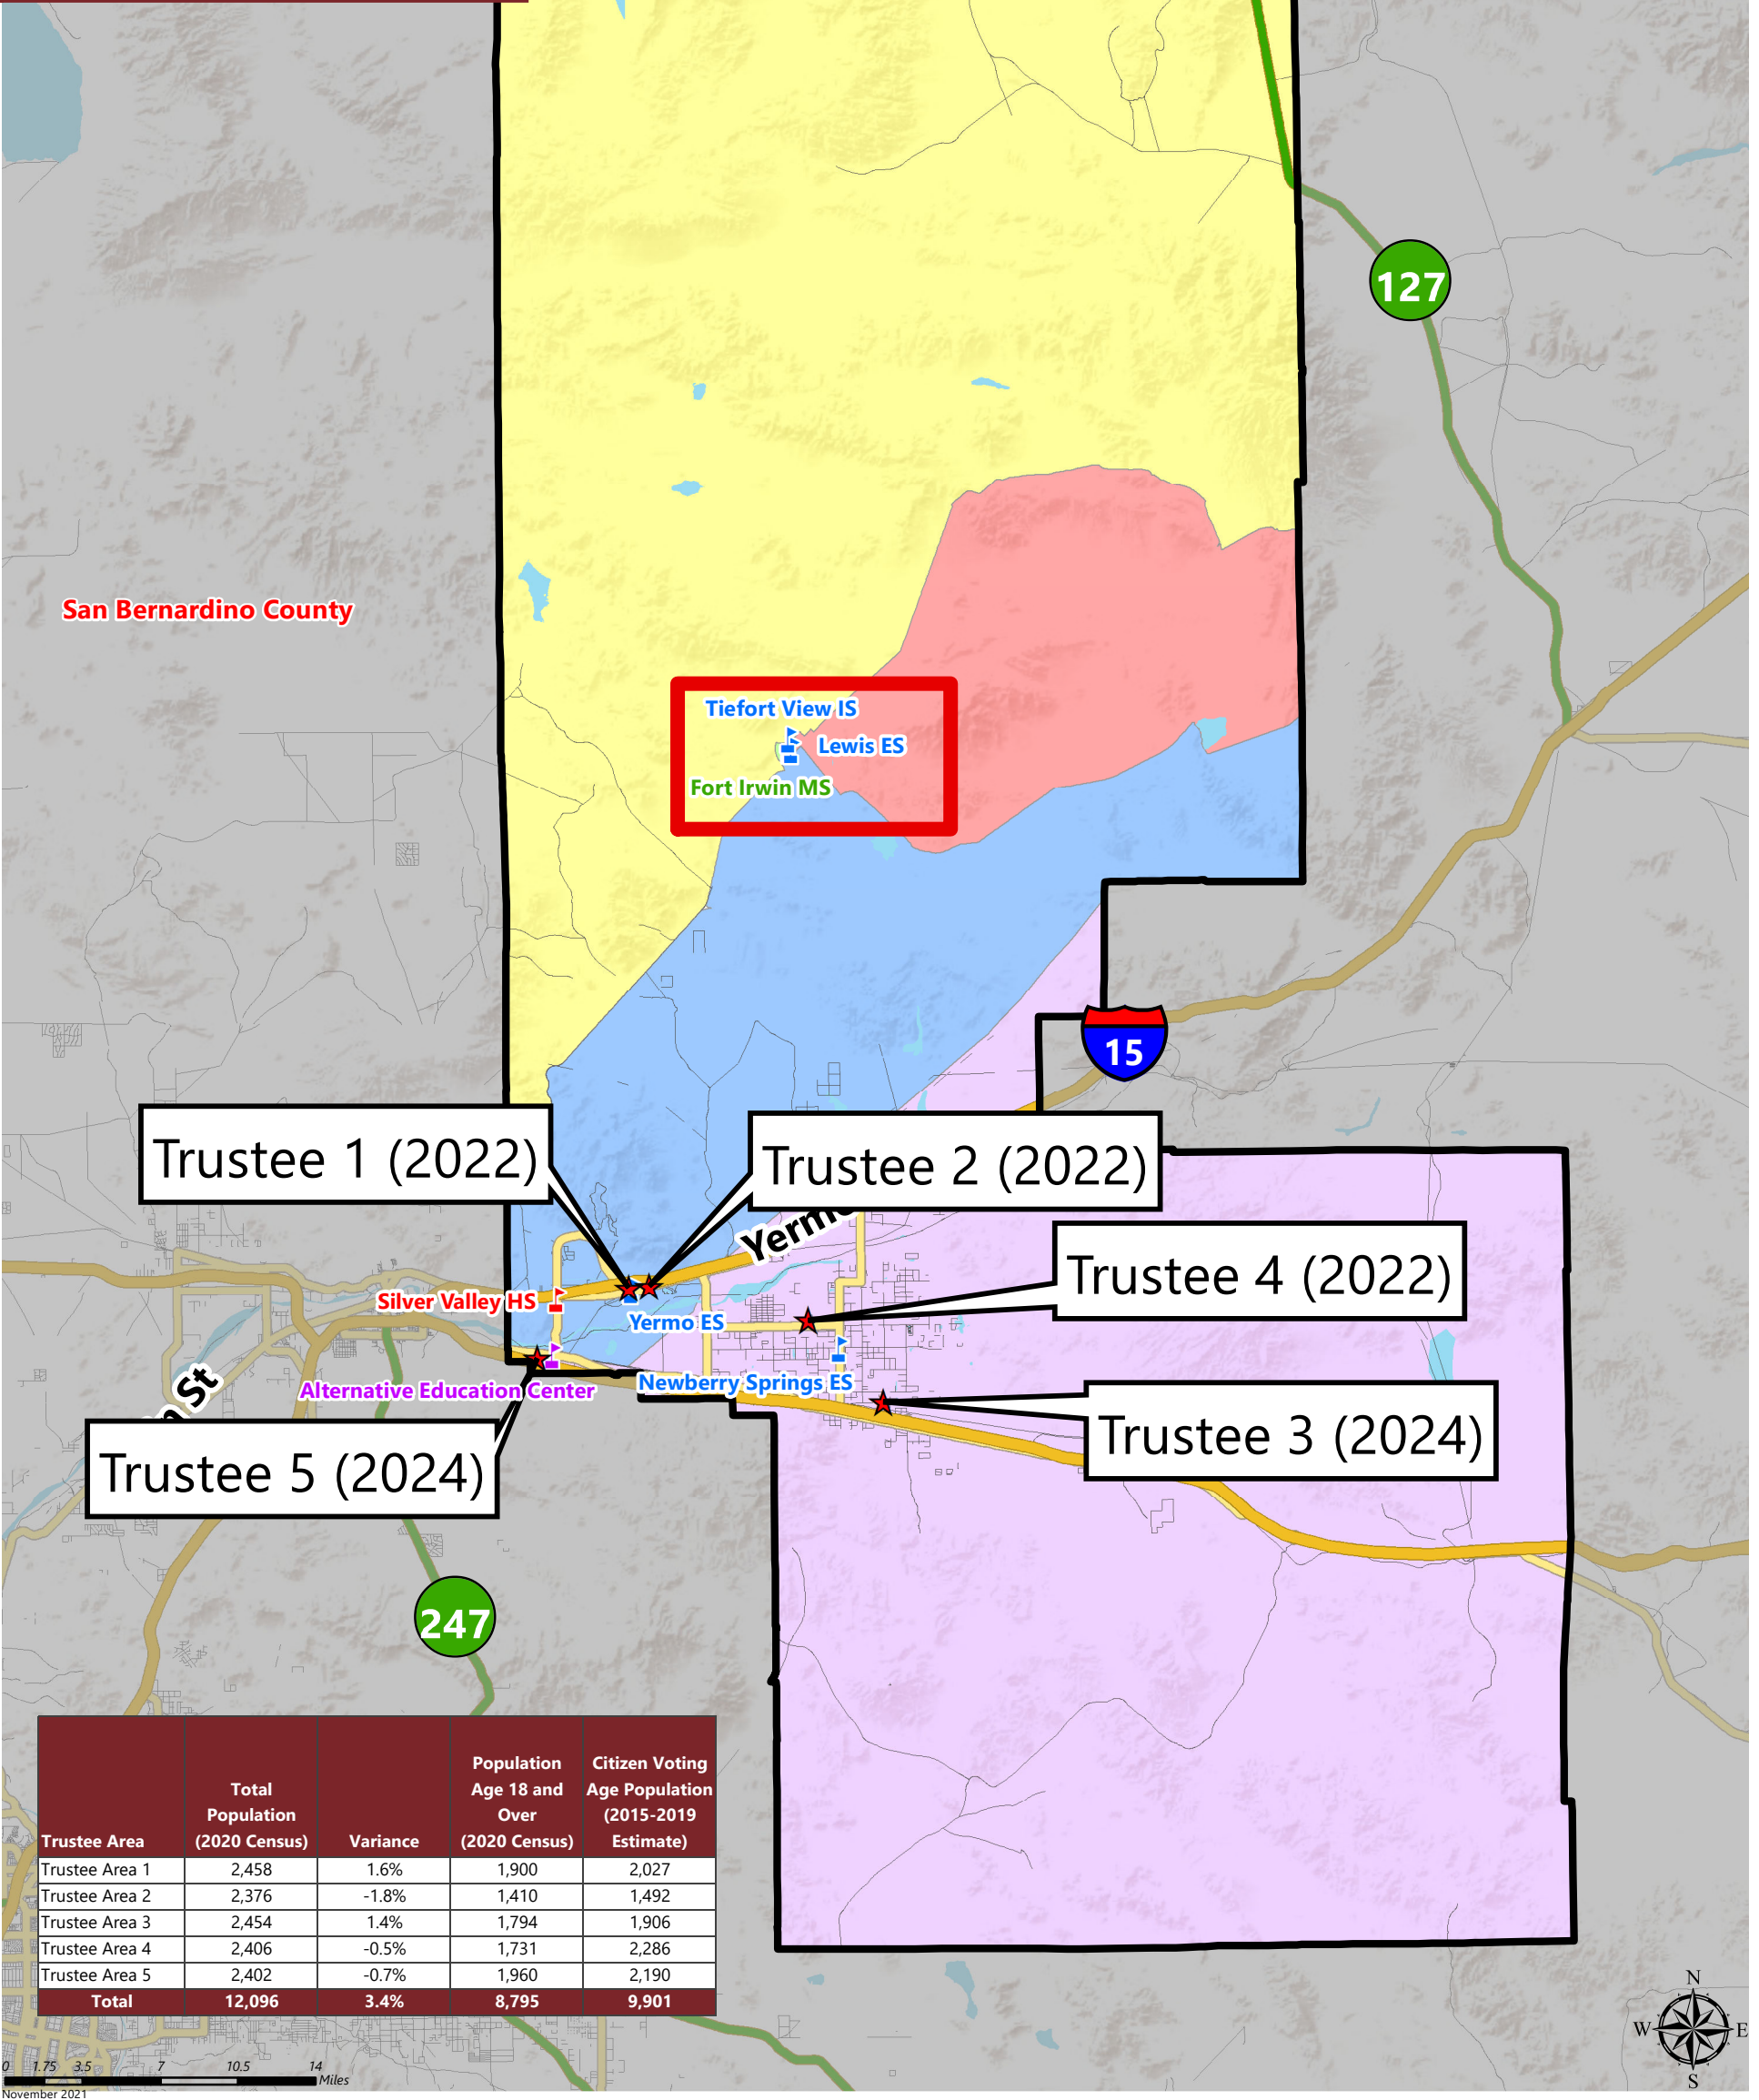 127
San Bernardino County
Tiefort View IS
Lewis ES
Fort Irwin MS
15
Trustee 1 (2022)
Trustee 2 (2022)
Trustee 4 (2022)
Silver Valley HS
Yermo ES
Alternative Education Center
Newberry Springs ES
St
Trustee 3 (2024)
Trustee 5 (2024)
247
Trustee Area
Total Population (2020 Census)
Variance
Population Age 18 and Over (2020 Census)
Citizen Voting Age Population (2015-2019 Estimate)
Trustee Area 1 2,458 1.6% 1,900 2,027
Trustee Area 2 2,376 -1.8% 1,410 1,492
Trustee Area 3 2,454 1.4% 1,794 1,906
Trustee Area 4 2,406 -0.5% 1,731 2,286
Trustee Area 5 2,402 -0.7% 1,960 2,190
Total 12,096 3.4% 8,795 9,901
N
W E
S
0 1.75 3.5 7 10.5 14
Miles
November 2021